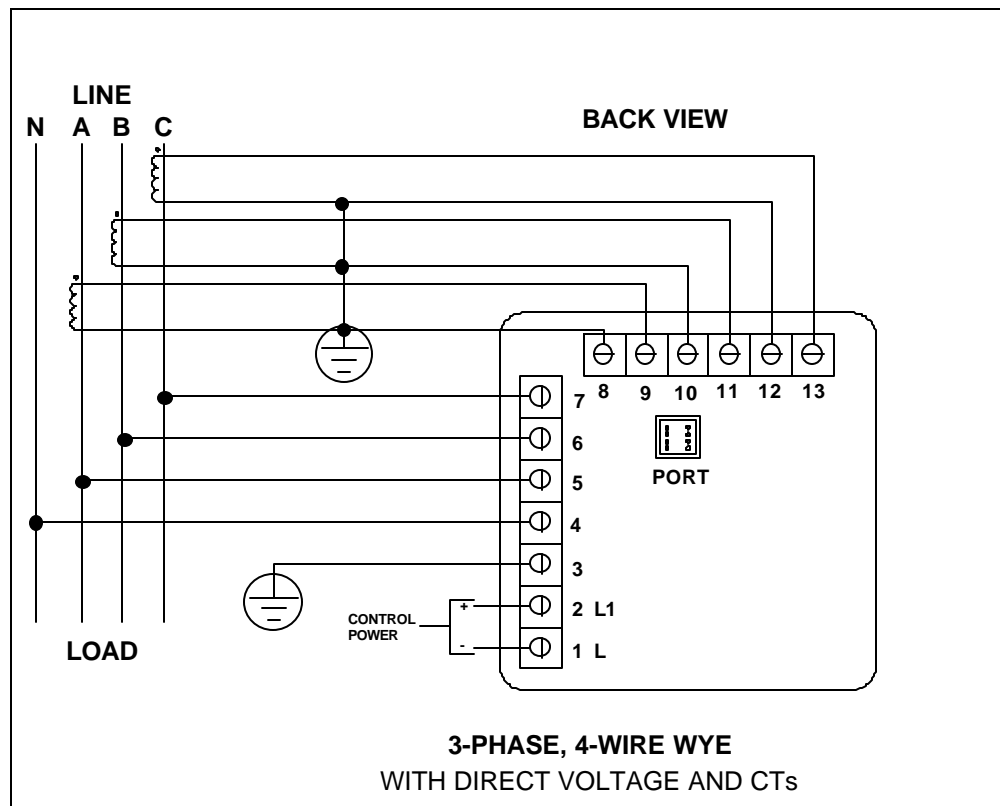 LINE
N A B C
BACK VIEW
8 9 10 11 12 13
PORT
7
6
5
4
3
CONTROL
POWER
+
-
2 L1
1 L
LOAD
3-PHASE, 4-WIRE WYE
WITH DIRECT VOLTAGE AND CTs